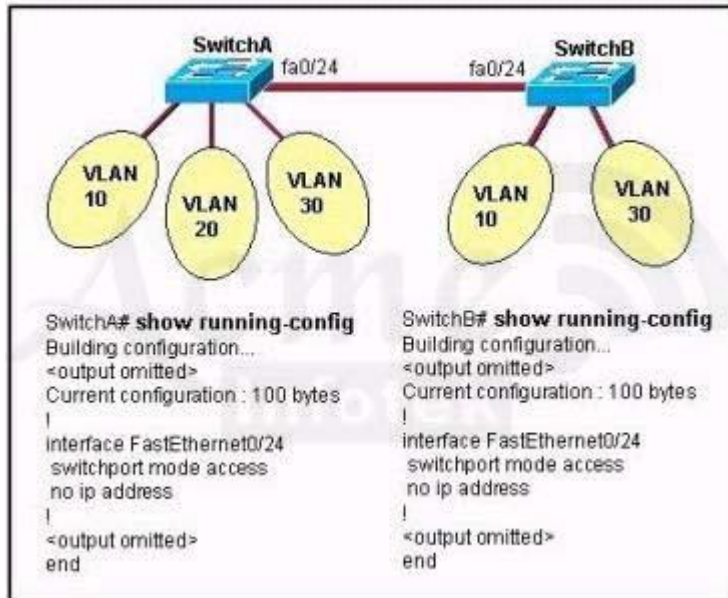 SwitchA
fa0/24
fa0/24
SwitchB
VLAN
10
VLAN
20
VLAN
30
VLAN
10
VLAN
30
SwitchA# show running-config
Building configuration...
<output omitted>
Current configuration : 100 bytes
!
interface FastEthernet0/24
switchport mode access
no ip address
!
<output omitted>
end
SwitchB# show running-config
Building configuration...
<output omitted>
Current configuration : 100 bytes
!
interface FastEthernet0/24
switchport mode access
no ip address
!
<output omitted>
end
Acme
Infotek